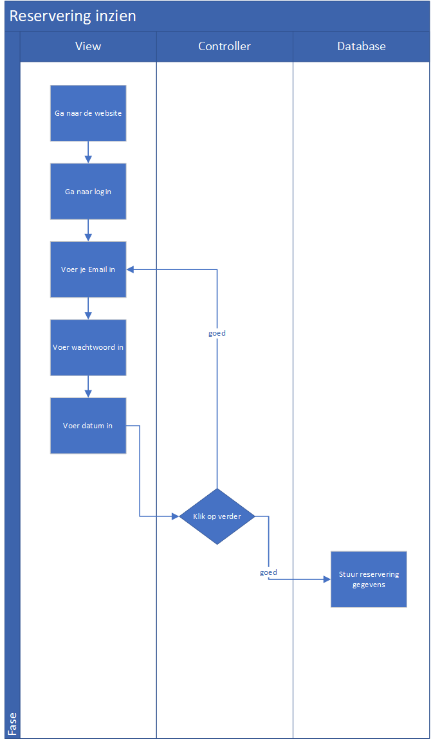 Reservering inzien
View
Controller
Database
Ga naar de website
Ga naar login
Voer je Email in
goed
Voer wachtwoord in
Voer datum in
Klik op verder
goed
Stuur reservering
gegevens
Fase